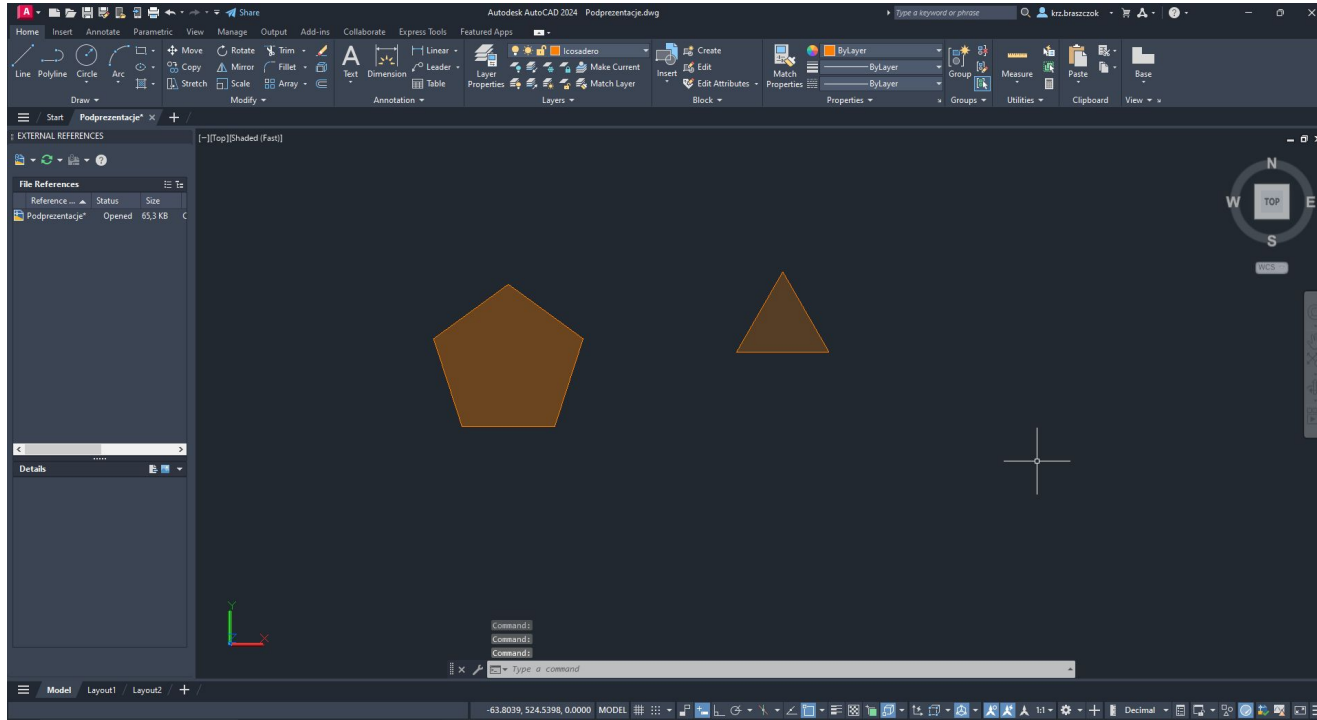 A Share Autodesk AutoCAD 2024 Podprezentacje.dwg Type a keyword or phrase krz.braszczok
Home Insert Annotate Parametric View Manage Output Add-ins Collaborate Express Tools Featured Apps
Move Rotate Trim Linear Icosadero Create ByLayer
Line Polyline Circle Arc Copy Mirror Fillet Text Dimension Leader Layer Properties Make Current Insert Edit Match Properties ByLayer Group Measure Paste Base
Stretch Scale Array Table Match Layer Edit Attributes ByLayer
Draw Modify Annotation Layers Block Properties Groups Utilities Clipboard View
Start Podprezentacje* × +
EXTERNAL REFERENCES [−][Top][Shaded (Fast)]
File References
Reference ... Status Size
Podprezentacje* Opened 65,3 KB C
Details
N
W TOP E
S
WCS
Y
X
Command:
Command:
Command:
Type a command
Model Layout1 Layout2 +
-63.8039, 524.5398, 0.0000 MODEL 1:1 Decimal